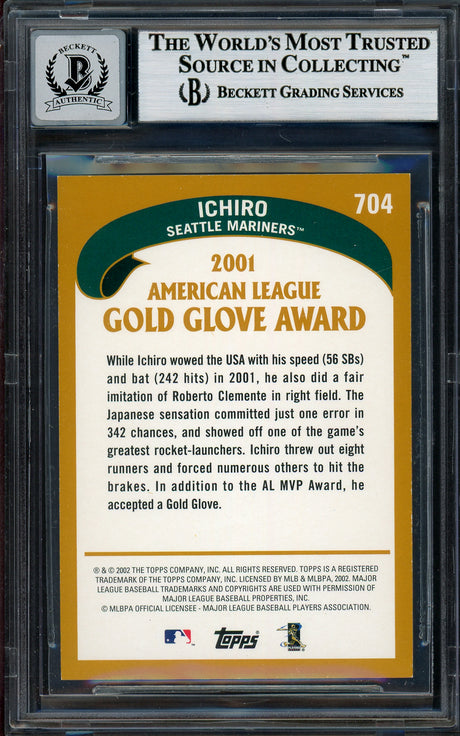 BECKETT
B
AUTHENTIC
THE WORLD'S MOST TRUSTED
SOURCE IN COLLECTING™
B BECKETT GRADING SERVICES
ICHIRO
704
SEATTLE MARINERS™
2001
AMERICAN LEAGUE
GOLD GLOVE AWARD
While Ichiro wowed the USA with his speed (56 SBs)
and bat (242 hits) in 2001, he also did a fair
imitation of Roberto Clemente in right field. The
Japanese sensation committed just one error in
342 chances, and showed off one of the game's
greatest rocket-launchers. Ichiro threw out eight
runners and forced numerous others to hit the
brakes. In addition to the AL MVP Award, he
accepted a Gold Glove.
® & © 2002 THE TOPPS COMPANY, INC. ALL RIGHTS RESERVED. TOPPS IS A REGISTERED
TRADEMARK OF THE TOPPS COMPANY, INC. LICENSED BY MLB & MLBPA, 2002. MAJOR
LEAGUE BASEBALL TRADEMARKS AND COPYRIGHTS ARE USED WITH PERMISSION OF
MAJOR LEAGUE BASEBALL PROPERTIES, INC.
© MLBPA OFFICIAL LICENSEE - MAJOR LEAGUE BASEBALL PLAYERS ASSOCIATION.
Topps